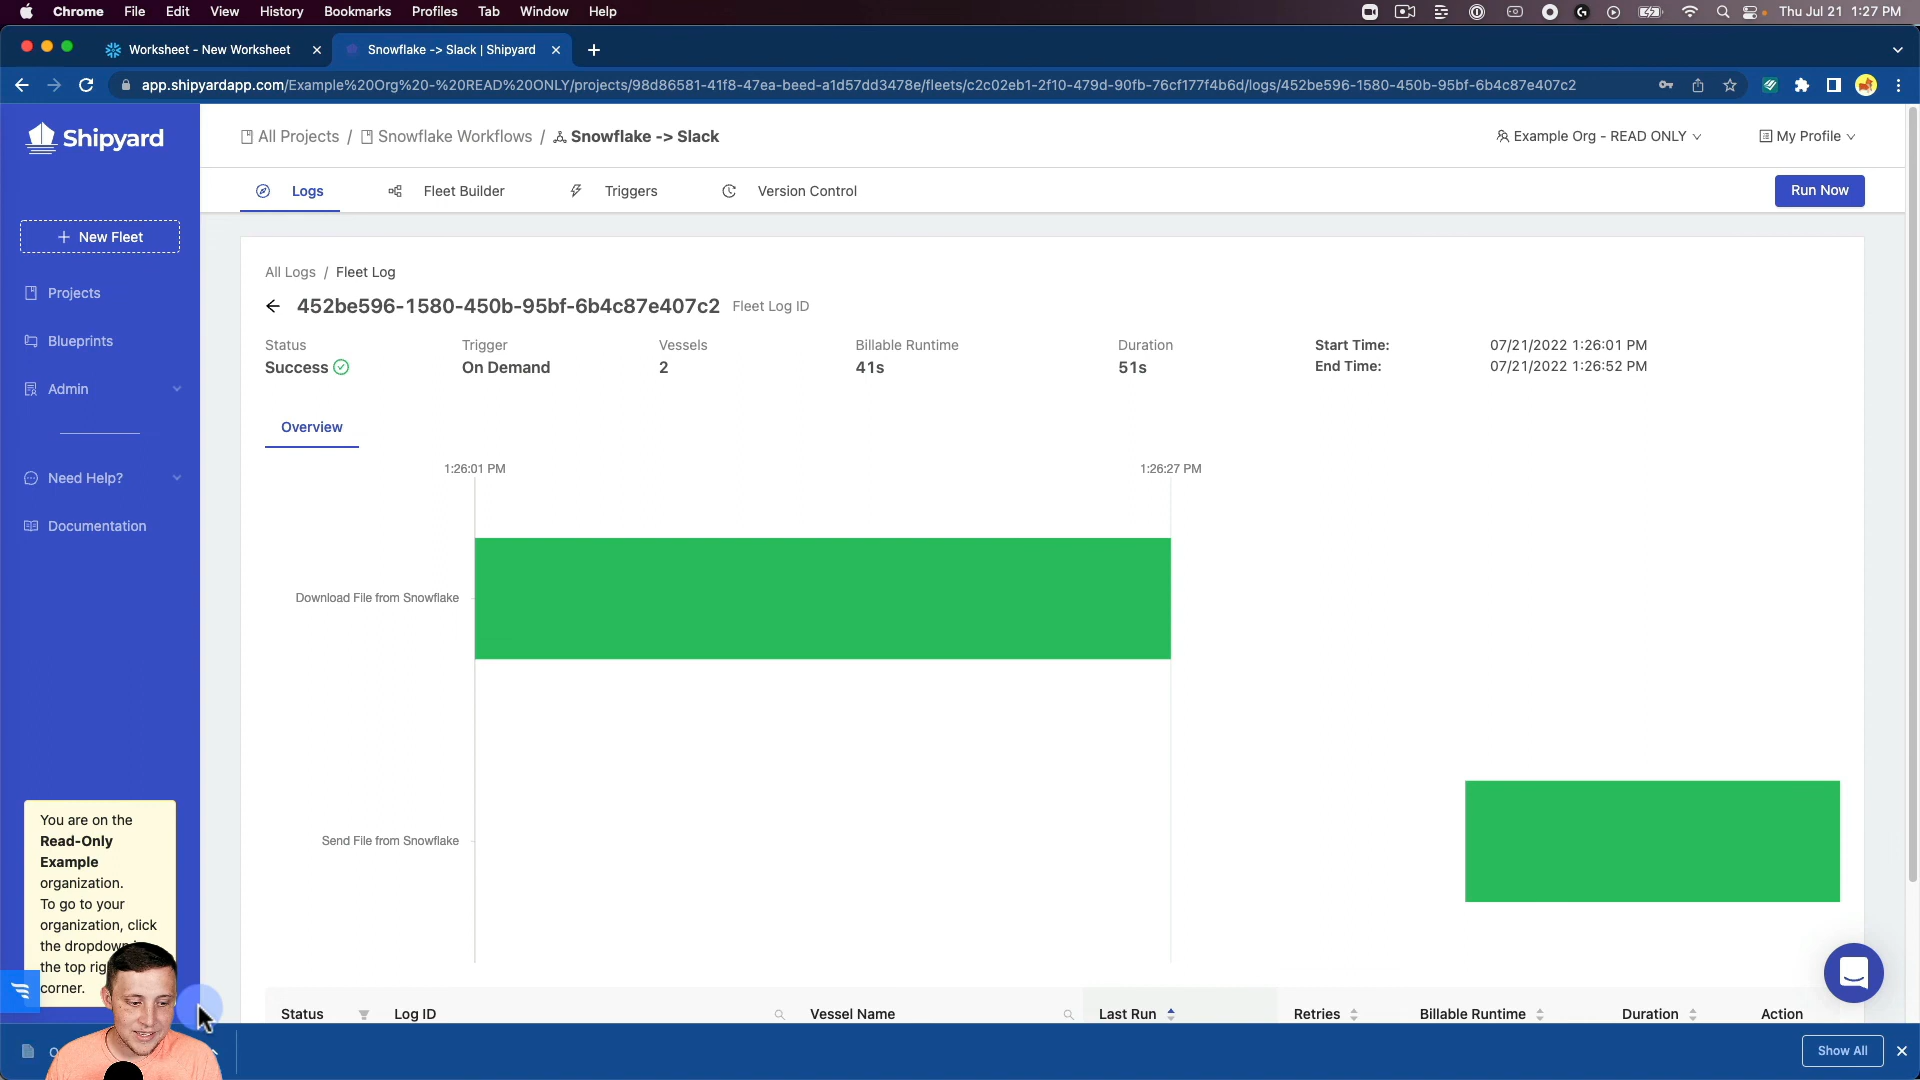 Chrome File Edit View History Bookmarks Profiles Tab Window Help Thu Jul 21 1:27 PM
Worksheet - New Worksheet Snowflake -> Slack | Shipyard
app.shipyardapp.com/Example%20Org%20-%20READ%20ONLY/projects/98d86581-41f8-47ea-beed-a1d57dd3478e/fleets/c2c02eb1-2f10-479d-90fb-76cf177f4b6d/logs/452be596-1580-450b-95bf-6b4c87e407c2
Shipyard
All Projects / Snowflake Workflows / Snowflake -> Slack
Example Org - READ ONLY My Profile
Logs Fleet Builder Triggers Version Control Run Now
+ New Fleet
Projects
Blueprints
Admin
Need Help?
Documentation
All Logs / Fleet Log
452be596-1580-450b-95bf-6b4c87e407c2 Fleet Log ID
Status Trigger Vessels Billable Runtime Duration Start Time: 07/21/2022 1:26:01 PM
Success On Demand 2 41s 51s End Time: 07/21/2022 1:26:52 PM
Overview
1:26:01 PM 1:26:27 PM
Download File from Snowflake
Send File from Snowflake
You are on the
Read-Only
Example
organization.
To go to your
organization, click
the dropdown
the top
corner.
Status Log ID Vessel Name Last Run Retries Billable Runtime Duration Action
Show All